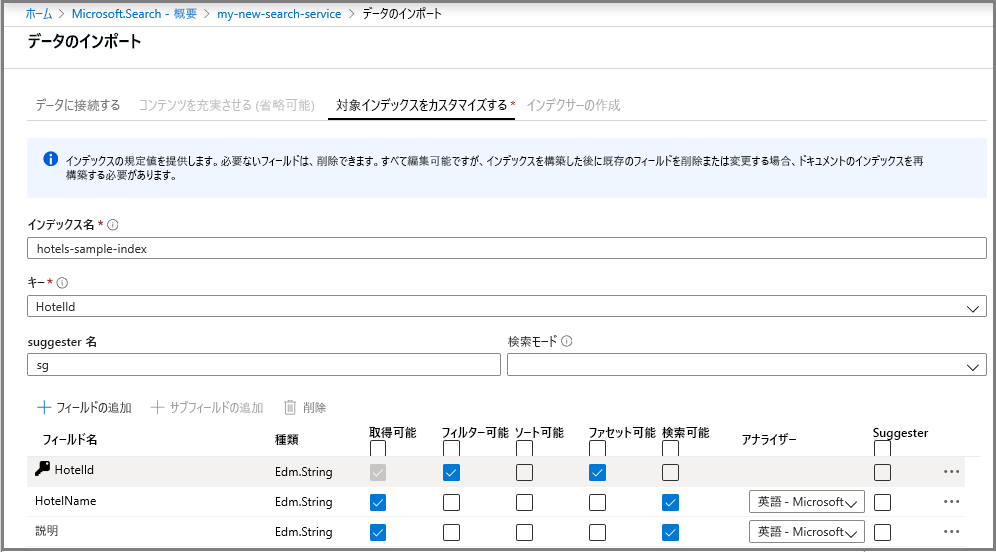 ホーム > Microsoft.Search - 概要 > my-new-search-service > データのインポート
データのインポート
データに接続する コンテンツを充実させる (省略可能) 対象インデックスをカスタマイズする * インデクサーの作成
インデックスの規定値を提供します。必要ないフィールドは、削除できます。すべて編集可能ですが、インデックスを構築した後に既存のフィールドを削除または変更する場合、ドキュメントのインデックスを再
構築する必要があります。
インデックス名 *
hotels-sample-index
キー *
HotelId
suggester 名 検索モード
sg
フィールドの追加 サブフィールドの追加 削除
フィールド名 種類 取得可能 フィルター可能 ソート可能 ファセット可能 検索可能 アナライザー Suggester
HotelId Edm.String
HotelName Edm.String 英語 - Microsoft
説明 Edm.String 英語 - Microsoft